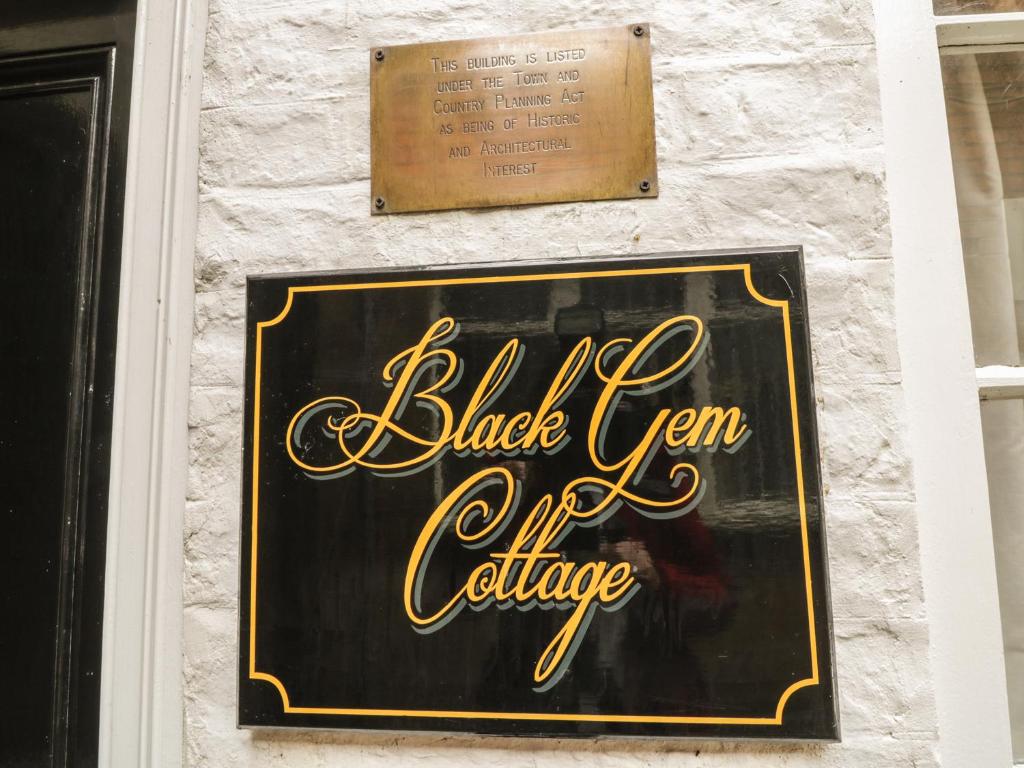 This building is listed
under the Town and
Country Planning Act
as being of Historic
and Architectural
Interest
Black Gem
Cottage